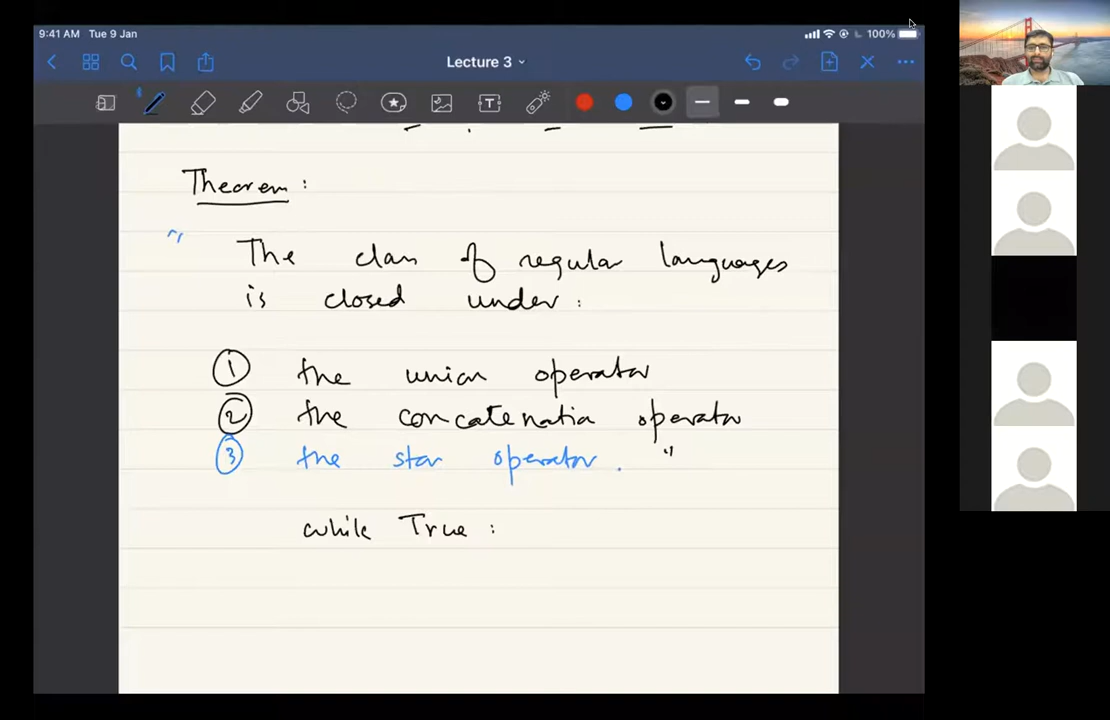 9:41 AM Tue 9 Jan
100%
Lecture 3
T
Theorem :
" The class of regular languages
is closed under :
① the union operator
② the concatenation operator
③ the star operator . "
while True :